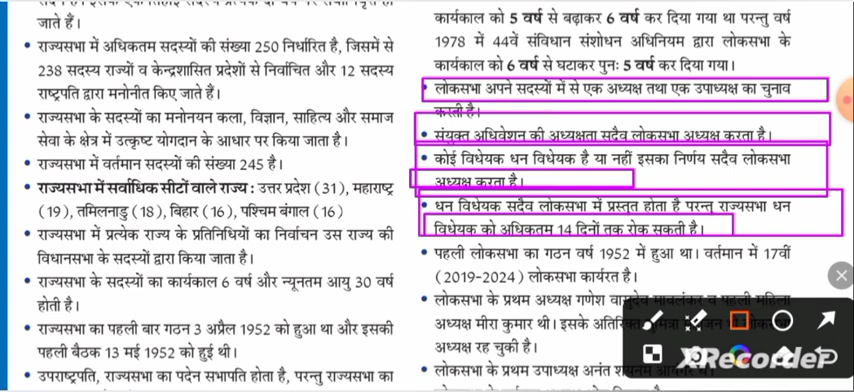 जाते हैं।
• राज्यसभा में अधिकतम सदस्यों की संख्या 250 निर्धारित है, जिसमें से
238 सदस्य राज्यों व केन्द्रशासित प्रदेशों से निर्वाचित और 12 सदस्य
राष्ट्रपति द्वारा मनोनीत किए जाते हैं।
• राज्यसभा के सदस्यों का मनोनयन कला, विज्ञान, साहित्य और समाज
सेवा के क्षेत्र में उत्कृष्ट योगदान के आधार पर किया जाता है।
• राज्यसभा में वर्तमान सदस्यों की संख्या 245 है।
• राज्यसभा में सर्वाधिक सीटों वाले राज्य : उत्तर प्रदेश (31), महाराष्ट्र
(19), तमिलनाडु (18), बिहार (16), पश्चिम बंगाल (16)
• राज्यसभा में प्रत्येक राज्य के प्रतिनिधियों का निर्वाचन उस राज्य की
विधानसभा के सदस्यों द्वारा किया जाता है।
• राज्यसभा के सदस्यों का कार्यकाल 6 वर्ष और न्यूनतम आयु 30 वर्ष
होती है।
• राज्यसभा का पहली बार गठन 3 अप्रैल 1952 को हुआ था और इसकी
पहली बैठक 13 मई 1952 को हुई थी।
• उपराष्ट्रपति, राज्यसभा का पदेन सभापति होता है, परन्तु राज्यसभा का
कार्यकाल को 5 वर्ष से बढ़ाकर 6 वर्ष कर दिया गया था परन्तु वर्ष
1978 में 44वें संविधान संशोधन अधिनियम द्वारा लोकसभा के
कार्यकाल को 6 वर्ष से घटाकर पुनः 5 वर्ष कर दिया गया।
• लोकसभा अपने सदस्यों में से एक अध्यक्ष तथा एक उपाध्यक्ष का चुनाव
करती है।
• संयुक्त अधिवेशन की अध्यक्षता सदैव लोकसभा अध्यक्ष करता है।
• कोई विधेयक धन विधेयक है या नहीं इसका निर्णय सदैव लोकसभा
अध्यक्ष करता है।
• धन विधेयक सदैव लोकसभा में प्रस्तुत होता है परन्तु राज्यसभा धन
विधेयक को अधिकतम 14 दिनों तक रोक सकती है।
• पहली लोकसभा का गठन वर्ष 1952 में हुआ था। वर्तमान में 17वीं
(2019-2024) लोकसभा कार्यरत है।
• लोकसभा के प्रथम अध्यक्ष गणेश वासुदेव मावलंकर व पहली महिला
अध्यक्ष मीरा कुमार थी। इसके
अध्यक्ष रह चुकी है।
• लोकसभा के प्रथम उपाध्यक्ष अनंत
XRecorder